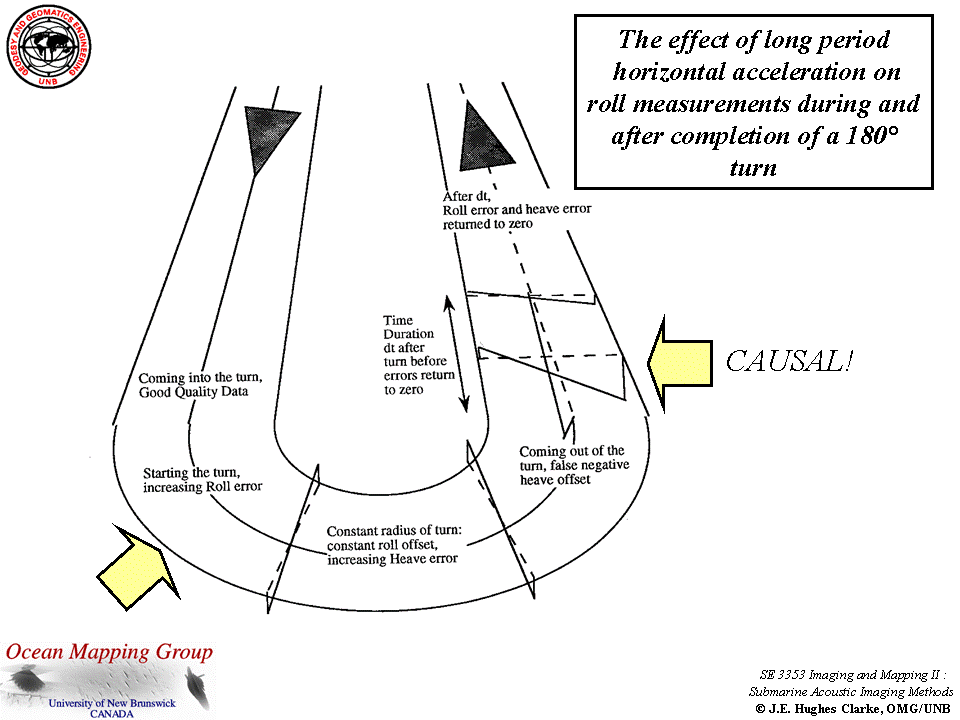 GEODESY AND GEOMATICS ENGINEERING
UNB
The effect of long period
horizontal acceleration on
roll measurements during and
after completion of a 180°
turn
After dt,
Roll error and heave error
returned to zero
Time
Duration
dt after
turn before
errors return
to zero
CAUSAL!
Coming into the turn,
Good Quality Data
Starting the turn,
increasing Roll error
Coming out of the
turn, false negative
heave offset
Constant radius of turn:
constant roll offset,
increasing Heave error
Ocean Mapping Group
University of New Brunswick
CANADA
SE 3353 Imaging and Mapping II :
Submarine Acoustic Imaging Methods
© J.E. Hughes Clarke, OMG/UNB